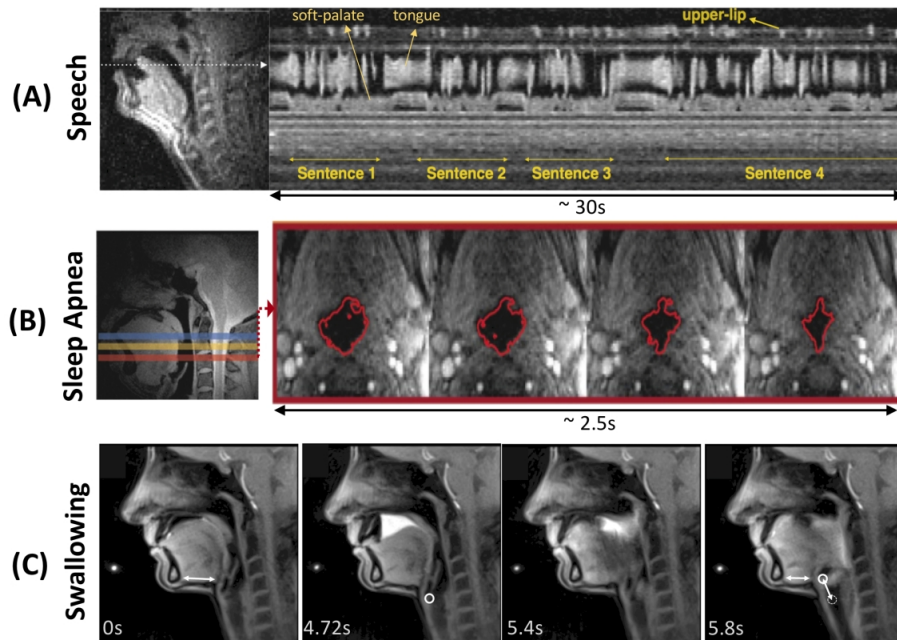 (A)
Speech
soft-palate
tongue
upper-lip
Sentence 1
Sentence 2
Sentence 3
Sentence 4
~ 30s
(B)
Sleep Apnea
~ 2.5s
(C)
Swallowing
0s
4.72s
5.4s
5.8s